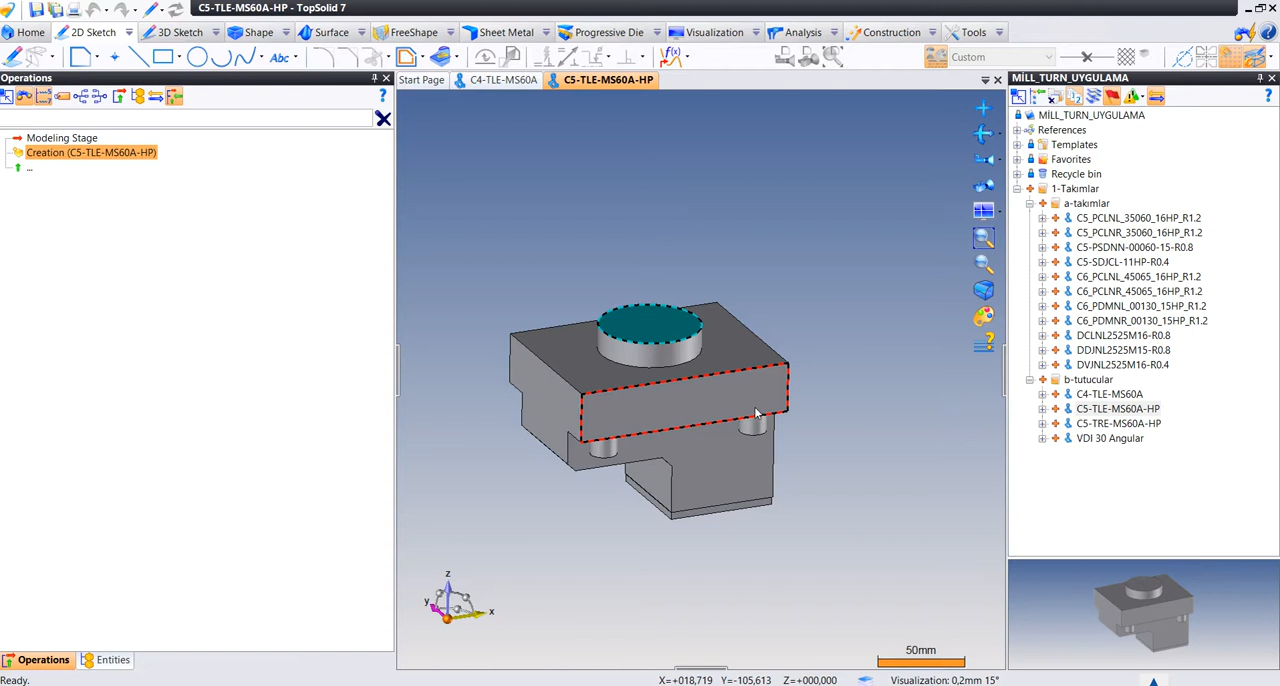 C5-TLE-MS60A-HP - TopSolid 7
Home 2D Sketch 3D Sketch Shape Surface FreeShape Sheet Metal Progressive Die Visualization Analysis Construction Tools
Abc f(x) Custom
Operations
Start Page C4-TLE-MS60A C5-TLE-MS60A-HP
MİLL_TURN_UYGULAMA
Modeling Stage
Creation (C5-TLE-MS60A-HP)
...
MİLL_TURN_UYGULAMA
References
Templates
Favorites
Recycle bin
1-Takımlar
a-takımlar
C5_PCLNL_35060_16HP_R1.2
C5_PCLNR_35060_16HP_R1.2
C5-PSDNN-00060-15-R0.8
C5-SDJCL-11HP-R0.4
C6_PCLNL_45065_16HP_R1.2
C6_PCLNR_45065_16HP_R1.2
C6_PDMNL_00130_15HP_R1.2
C6_PDMNR_00130_15HP_R1.2
DCLNL2525M16-R0.8
DDJNL2525M15-R0.8
DVJNL2525M16-R0.4
b-tutucular
C4-TLE-MS60A
C5-TLE-MS60A-HP
C5-TRE-MS60A-HP
VDI 30 Angular
z
y
x
50mm
Operations Entities
Ready.
X=+018,719 Y=-105,613 Z=+000,000 Visualization: 0,2mm 15°